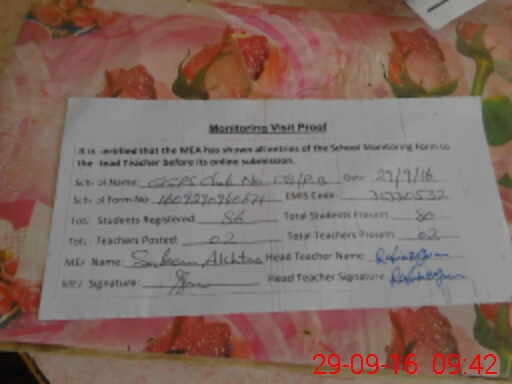 Monitoring Visit Proof
It is certified that the MEA has shown all entries of the School Monitoring Form to
the Head Teacher before its online submission.
School Name: GGPS Chak No Date: 29/9/16
School Form No: EMIS Code:
Total Students Registered: 86 Total Students Present: 80
Total Teachers Posted: 02 Total Teachers Present: 02
MEA Name: Head Teacher Name:
MEA Signature: Head Teacher Signature
29-09-16 09:42